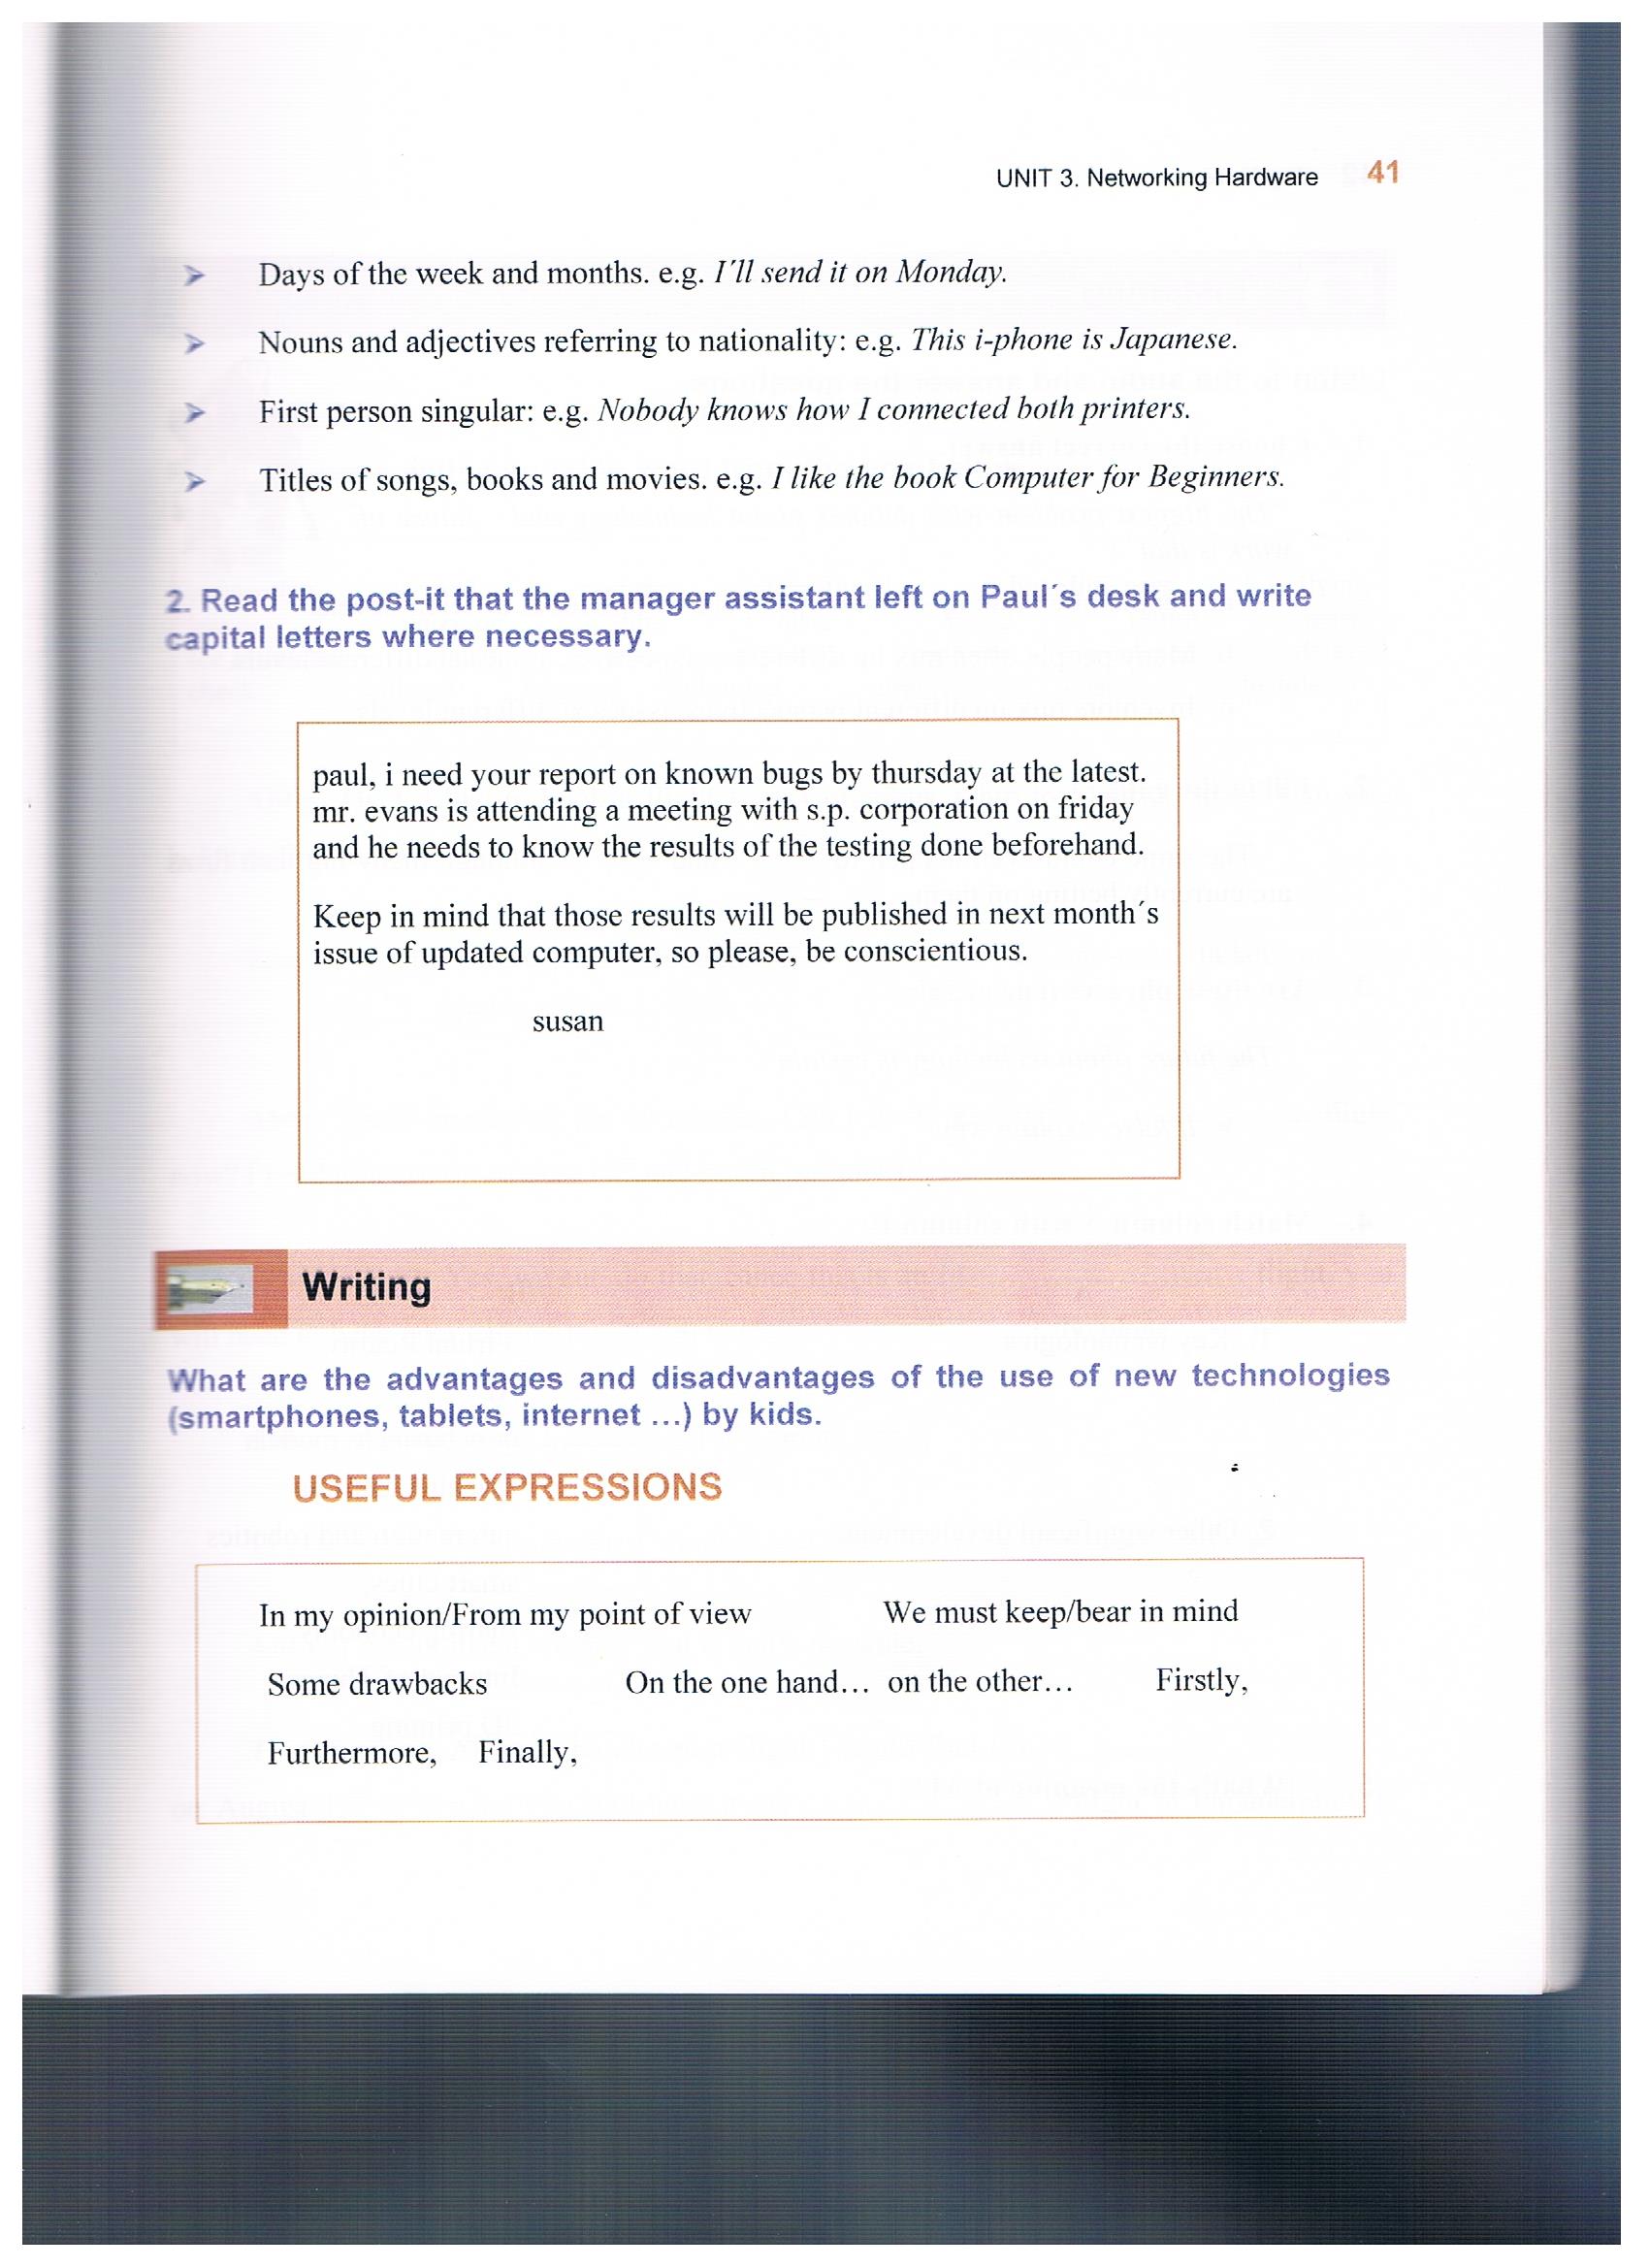 UNIT 3. Networking Hardware 41
➢ Days of the week and months. e.g. I´ll send it on Monday.
➢ Nouns and adjectives referring to nationality: e.g. This i-phone is Japanese.
➢ First person singular: e.g. Nobody knows how I connected both printers.
➢ Titles of songs, books and movies. e.g. I like the book Computer for Beginners.
2. Read the post-it that the manager assistant left on Paul´s desk and write
capital letters where necessary.
paul, i need your report on known bugs by thursday at the latest.
mr. evans is attending a meeting with s.p. corporation on friday
and he needs to know the results of the testing done beforehand.
Keep in mind that those results will be published in next month´s
issue of updated computer, so please, be conscientious.
susan
Writing
What are the advantages and disadvantages of the use of new technologies
(smartphones, tablets, internet ...) by kids.
USEFUL EXPRESSIONS
In my opinion/From my point of view We must keep/bear in mind
Some drawbacks On the one hand... on the other... Firstly,
Furthermore, Finally,